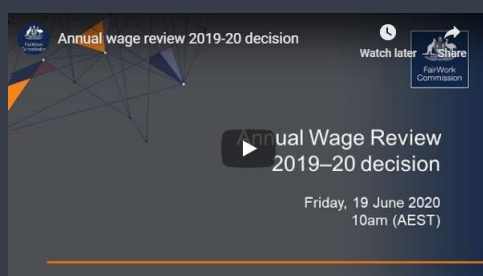 Annual wage review 2019-20 decision
Watch later
Share
FairWork
Commission
Annual Wage Review
2019–20 decision
Friday, 19 June 2020
10am (AEST)